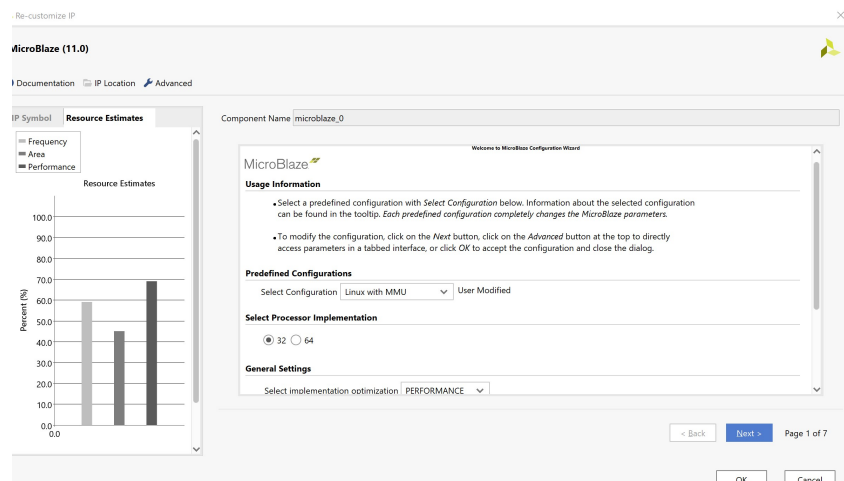 Re-customize IP
MicroBlaze (11.0)
Documentation IP Location Advanced
IP Symbol Resource Estimates
Frequency
Area
Performance
Resource Estimates
100.0
90.0
80.0
70.0
60.0
50.0
40.0
30.0
20.0
10.0
0.0
0.0
Percent (%)
Component Name microblaze_0
Welcome to MicroBlaze Configuration Wizard
MicroBlaze
Usage Information
• Select a predefined configuration with Select Configuration below. Information about the selected configuration
can be found in the tooltip. Each predefined configuration completely changes the MicroBlaze parameters.
• To modify the configuration, click on the Next button, click on the Advanced button at the top to directly
access parameters in a tabbed interface, or click OK to accept the configuration and close the dialog.
Predefined Configurations
Select Configuration Linux with MMU User Modified
Select Processor Implementation
32 64
General Settings
Select implementation optimization PERFORMANCE
< Back Next > Page 1 of 7
OK Cancel